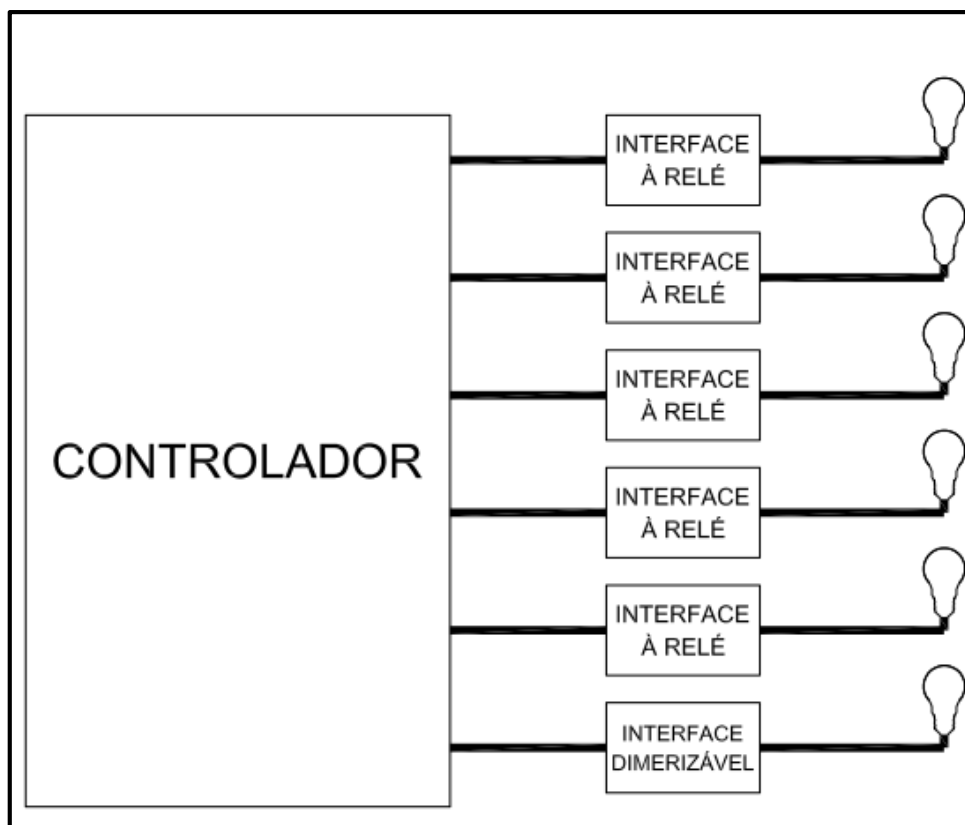 INTERFACE
À RELÉ
INTERFACE
À RELÉ
INTERFACE
À RELÉ
CONTROLADOR
INTERFACE
À RELÉ
INTERFACE
À RELÉ
INTERFACE
DIMERIZÁVEL